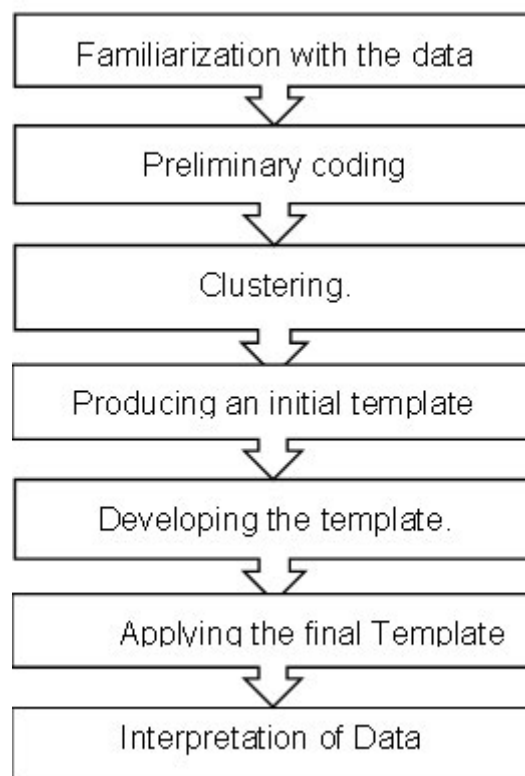 Familiarization with the data
Preliminary coding
Clustering.
Producing an initial template
Developing the template.
Applying the final Template
Interpretation of Data